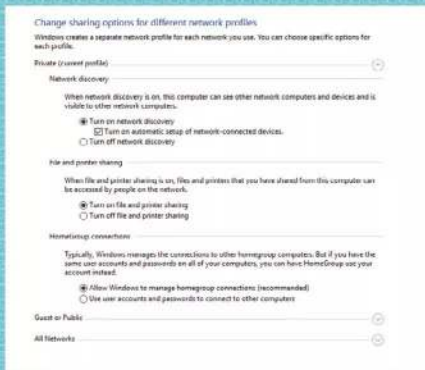 Change sharing options for different network profiles
Windows creates a separate network profile for each network you use. You can choose specific options for
each profile.
Private (current profile)
Network discovery
When network discovery is on, this computer can see other network computers and devices and is
visible to other network computers.
Turn on network discovery
Turn on automatic setup of network-connected devices.
Turn off network discovery
File and printer sharing
When file and printer sharing is on, files and printers that you have shared from this computer can
be accessed by people on the network.
Turn on file and printer sharing
Turn off file and printer sharing
HomeGroup connections
Typically, Windows manages the connections to other homegroup computers. But if you have the
same user accounts and passwords on all of your computers, you can have HomeGroup use your
account instead.
Allow Windows to manage homegroup connections (recommended)
Use user accounts and passwords to connect to other computers
Guest or Public
All Networks